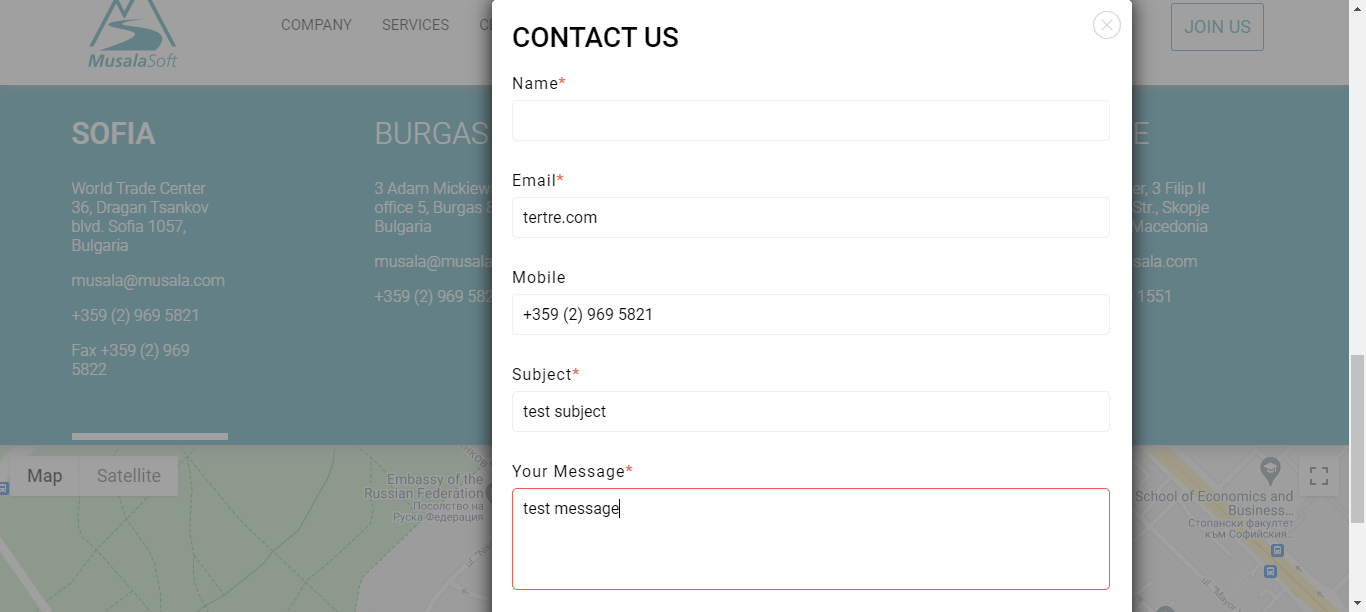 MusalaSoft
COMPANY
SERVICES
JOIN US
CONTACT US
Name*
Email*
tertre.com
Mobile
+359 (2) 969 5821
Subject*
test subject
Your Message*
test message
SOFIA
World Trade Center
36, Dragan Tsankov
blvd. Sofia 1057,
Bulgaria
musala@musala.com
+359 (2) 969 5821
Fax +359 (2) 969
5822
BURGAS
3 Adam Mickiew
office 5, Burgas 8
Bulgaria
musala@musala
+359 (2) 969 582
E
er, 3 Filip II
Str., Skopje
Macedonia
sala.com
1551
Map
Satellite
Embassy of the
Russian Federation
Посолство на
Руска Федерация
School of Economics and
Business...
Стопански факултет
към Софийския...
ul. "Mayor